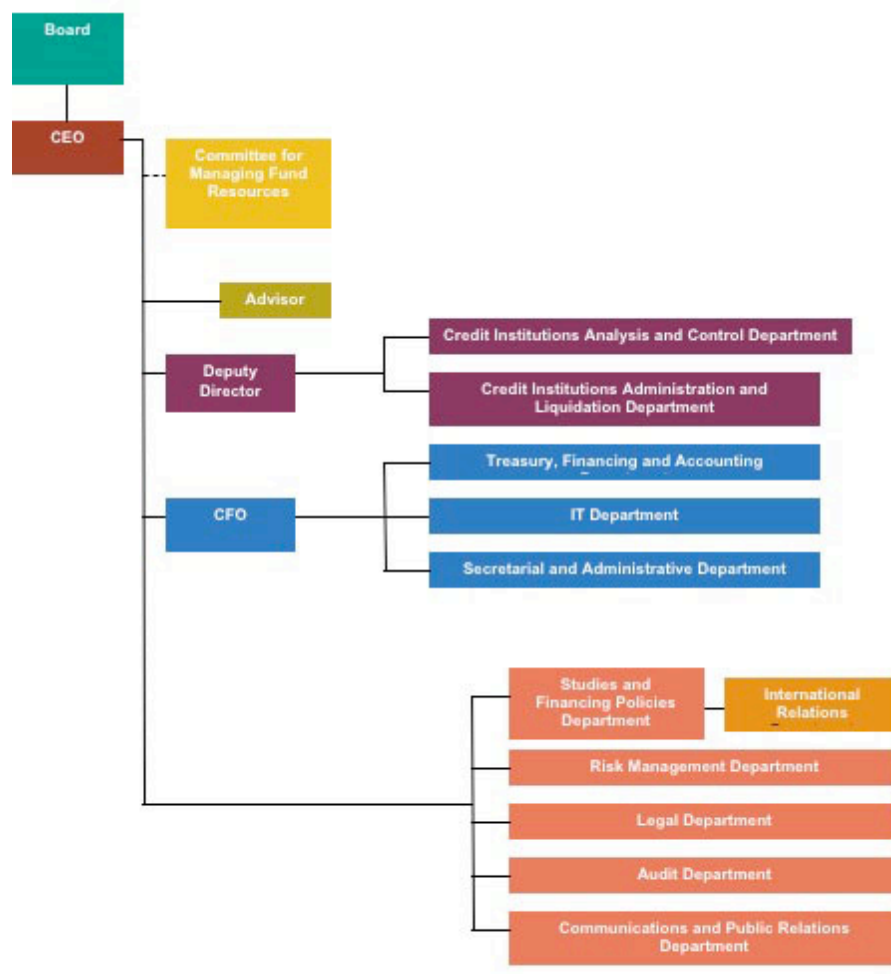 Board
CEO
Committee for
Managing Fund
Resources
Advisor
Deputy
Director
Credit Institutions Analysis and Control Department
Credit Institutions Administration and
Liquidation Department
Treasury, Financing and Accounting
CFO
IT Department
Secretarial and Administrative Department
Studies and
Financing Policies
Department
International
Relations
Risk Management Department
Legal Department
Audit Department
Communications and Public Relations
Department